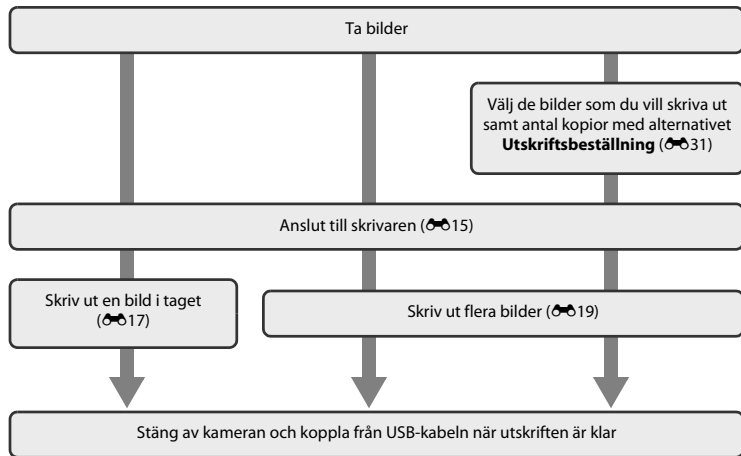 Ta bilder
Välj de bilder som du vill skriva ut
samt antal kopior med alternativet
Utskriftsbeställning (31)
Anslut till skrivaren (15)
Skriv ut en bild i taget
(17)
Skriv ut flera bilder (19)
Stäng av kameran och koppla från USB-kabeln när utskriften är klar